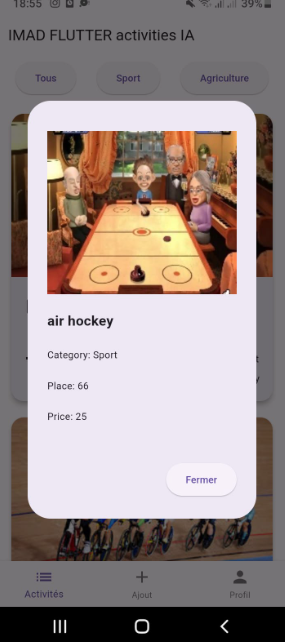 18:55
39%
IMAD FLUTTER activities IA
Tous
Sport
Agriculture
air hockey
Category: Sport
Place: 66
Price: 25
Fermer
Activités
Ajout
Profil